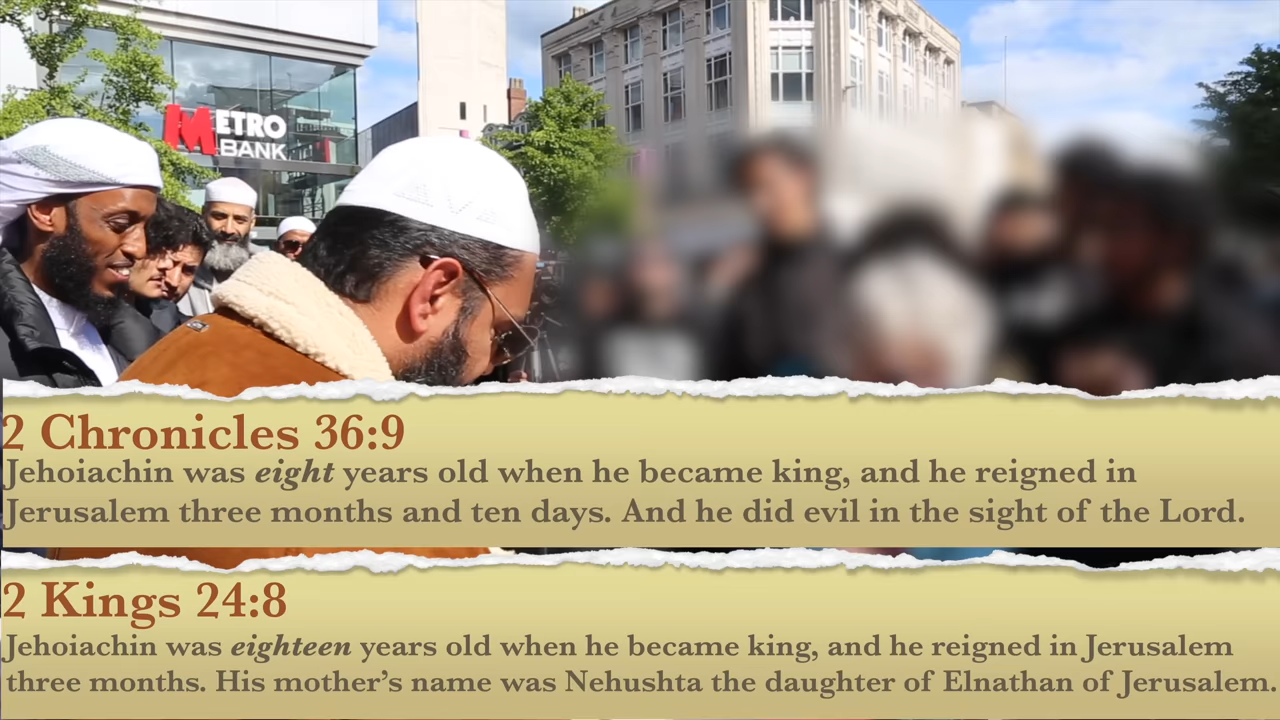 METRO
BANK
2 Chronicles 36:9
Jehoiachin was eight years old when he became king, and he reigned in
Jerusalem three months and ten days. And he did evil in the sight of the Lord.
2 Kings 24:8
Jehoiachin was eighteen years old when he became king, and he reigned in Jerusalem
three months. His mother’s name was Nehushta the daughter of Elnathan of Jerusalem.